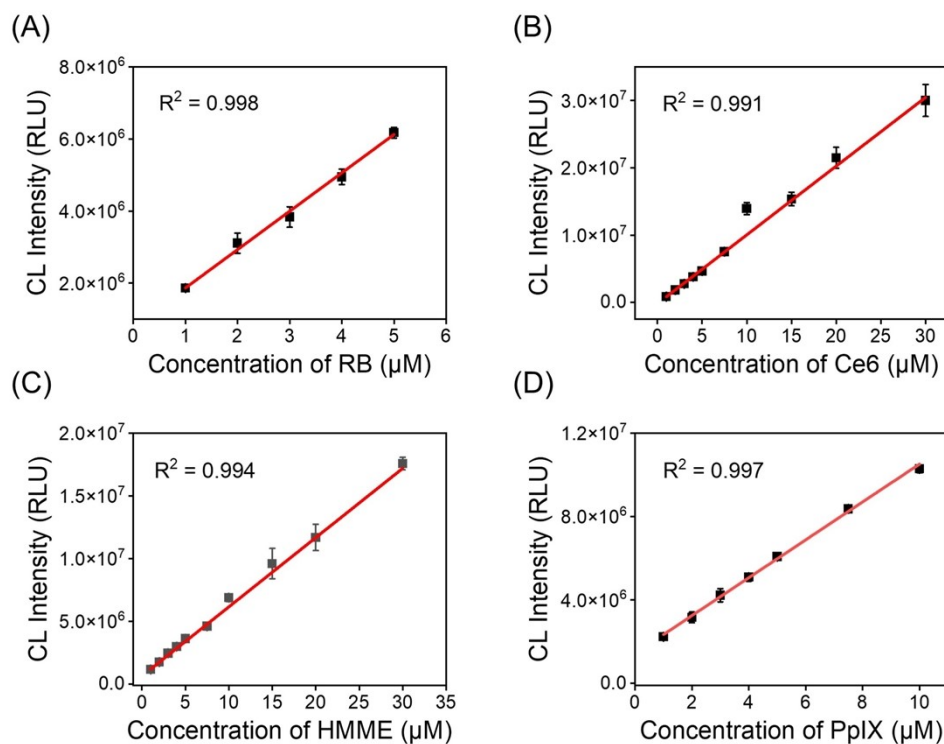 (A)
8.0×10⁶
6.0×10⁶
4.0×10⁶
2.0×10⁶
CL Intensity (RLU)
R² = 0.998
0 1 2 3 4 5 6
Concentration of RB (μM)
(B)
3.0×10⁷
2.0×10⁷
1.0×10⁷
0.0
CL Intensity (RLU)
R² = 0.991
0 5 10 15 20 25 30
Concentration of Ce6 (μM)
(C)
2.0×10⁷
1.5×10⁷
1.0×10⁷
5.0×10⁶
0.0
CL Intensity (RLU)
R² = 0.994
0 5 10 15 20 25 30 35
Concentration of HMME (μM)
(D)
1.2×10⁷
8.0×10⁶
4.0×10⁶
0.0
CL Intensity (RLU)
R² = 0.997
0 2 4 6 8 10
Concentration of PpIX (μM)